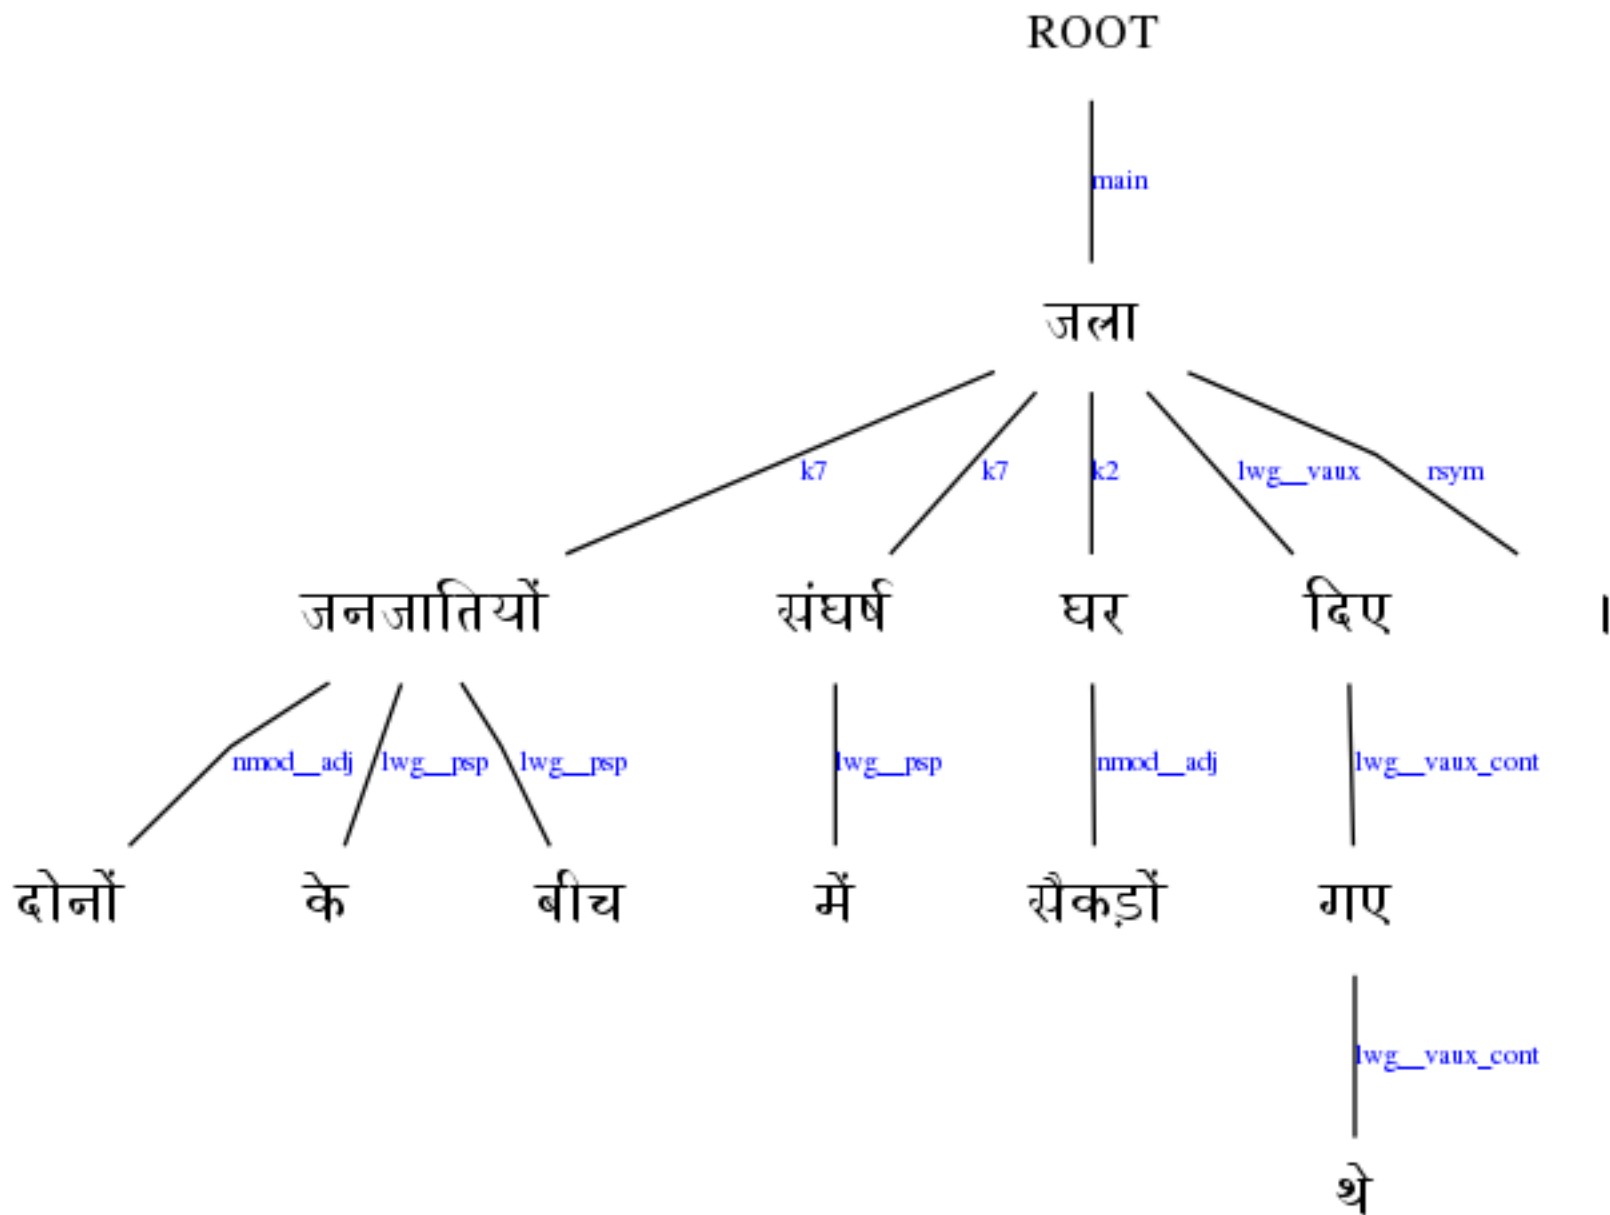 ROOT
main
जला
k7 k7 k2 lwg__vaux rsym
जनजातियों संघर्ष घर दिए ।
nmod__adj lwg__psp lwg__psp lwg__psp nmod__adj lwg__vaux_cont
दोनों के बीच में सैकड़ों गए
lwg__vaux_cont
थे